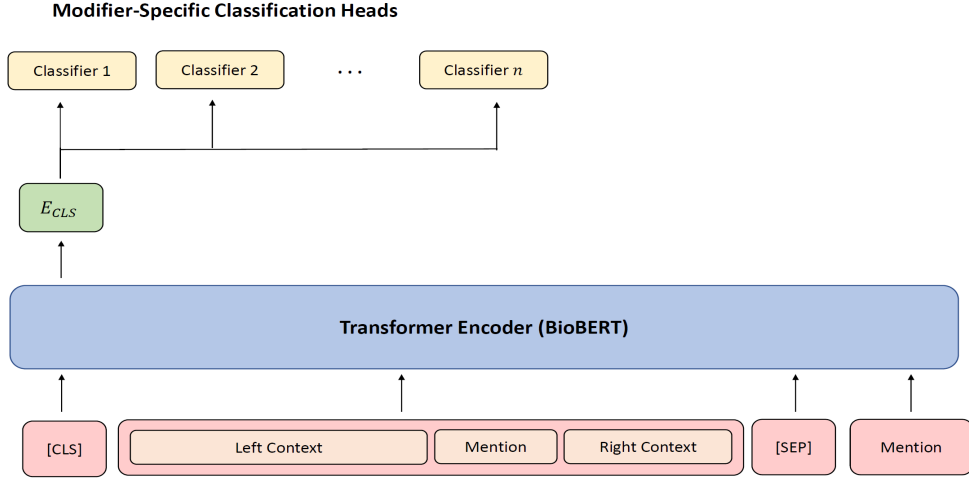 Modifier-Specific Classification Heads
Classifier 1 Classifier 2 ... Classifier n
E_CLS
Transformer Encoder (BioBERT)
[CLS] Left Context Mention Right Context [SEP] Mention